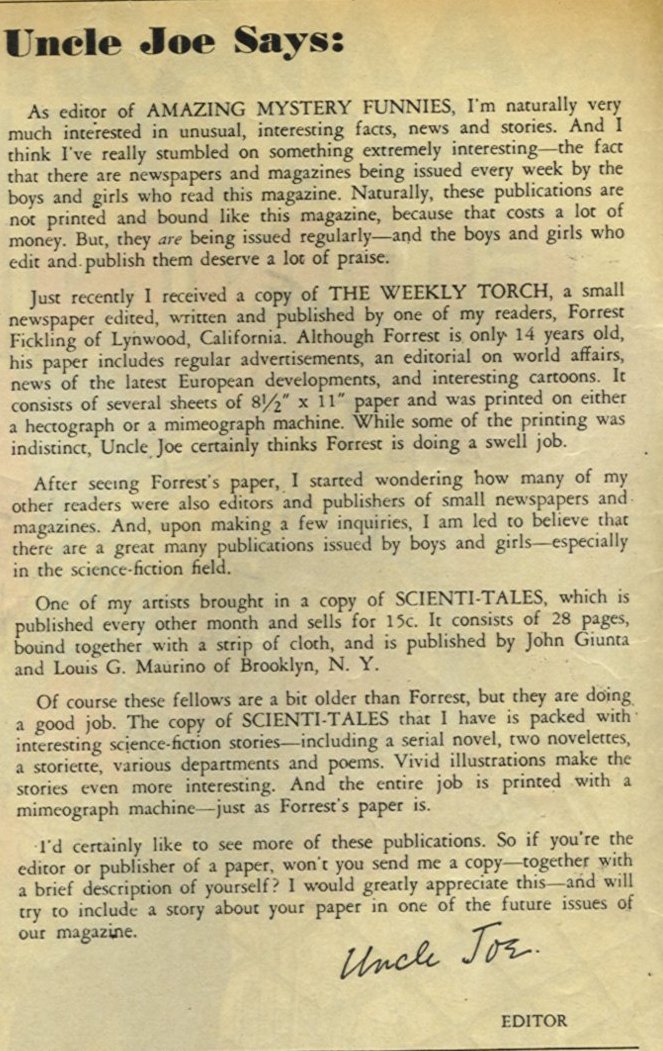 Uncle Joe Says:
As editor of AMAZING MYSTERY FUNNIES, I'm naturally very
much interested in unusual, interesting facts, news and stories. And I
think I've really stumbled on something extremely interesting—the fact
that there are newspapers and magazines being issued every week by the
boys and girls who read this magazine. Naturally, these publications are
not printed and bound like this magazine, because that costs a lot of
money. But, they are being issued regularly—and the boys and girls who
edit and publish them deserve a lot of praise.
Just recently I received a copy of THE WEEKLY TORCH, a small
newspaper edited, written and published by one of my readers, Forrest
Fickling of Lynwood, California. Although Forrest is only 14 years old,
his paper includes regular advertisements, an editorial on world affairs,
news of the latest European developments, and interesting cartoons. It
consists of several sheets of 8½" x 11" paper and was printed on either
a hectograph or a mimeograph machine. While some of the printing was
indistinct, Uncle Joe certainly thinks Forrest is doing a swell job.
After seeing Forrest's paper, I started wondering how many of my
other readers were also editors and publishers of small newspapers and
magazines. And, upon making a few inquiries, I am led to believe that
there are a great many publications issued by boys and girls—especially
in the science-fiction field.
One of my artists brought in a copy of SCIENTI-TALES, which is
published every other month and sells for 15c. It consists of 28 pages,
bound together with a strip of cloth, and is published by John Giunta
and Louis G. Maurino of Brooklyn, N. Y.
Of course these fellows are a bit older than Forrest, but they are doing
a good job. The copy of SCIENTI-TALES that I have is packed with
interesting science-fiction stories—including a serial novel, two novelettes,
a storiette, various departments and poems. Vivid illustrations make the
stories even more interesting. And the entire job is printed with a
mimeograph machine—just as Forrest's paper is.
I'd certainly like to see more of these publications. So if you're the
editor or publisher of a paper, won't you send me a copy—together with
a brief description of yourself? I would greatly appreciate this—and will
try to include a story about your paper in one of the future issues of
our magazine.
Uncle Joe.
EDITOR